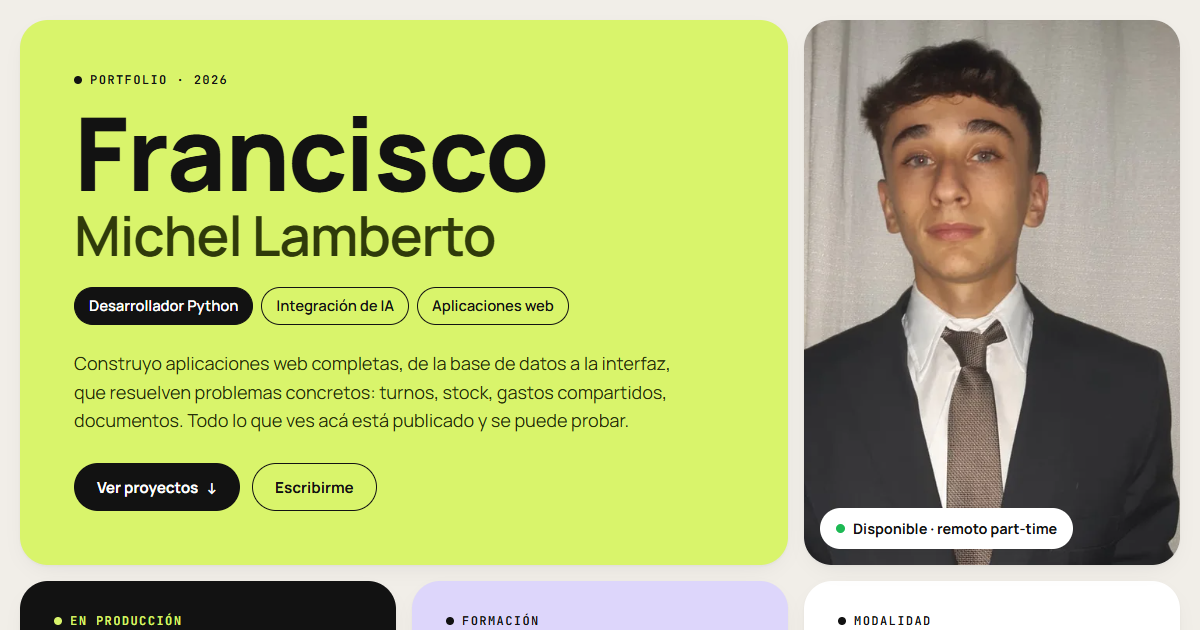 PORTFOLIO · 2026
Francisco
Michel Lamberto
Desarrollador Python
Integración de IA
Aplicaciones web
Construyo aplicaciones web completas, de la base de datos a la interfaz,
que resuelven problemas concretos: turnos, stock, gastos compartidos,
documentos. Todo lo que ves acá está publicado y se puede probar.
Ver proyectos ↓
Escribirme
Disponible · remoto part-time
EN PRODUCCIÓN
FORMACIÓN
MODALIDAD